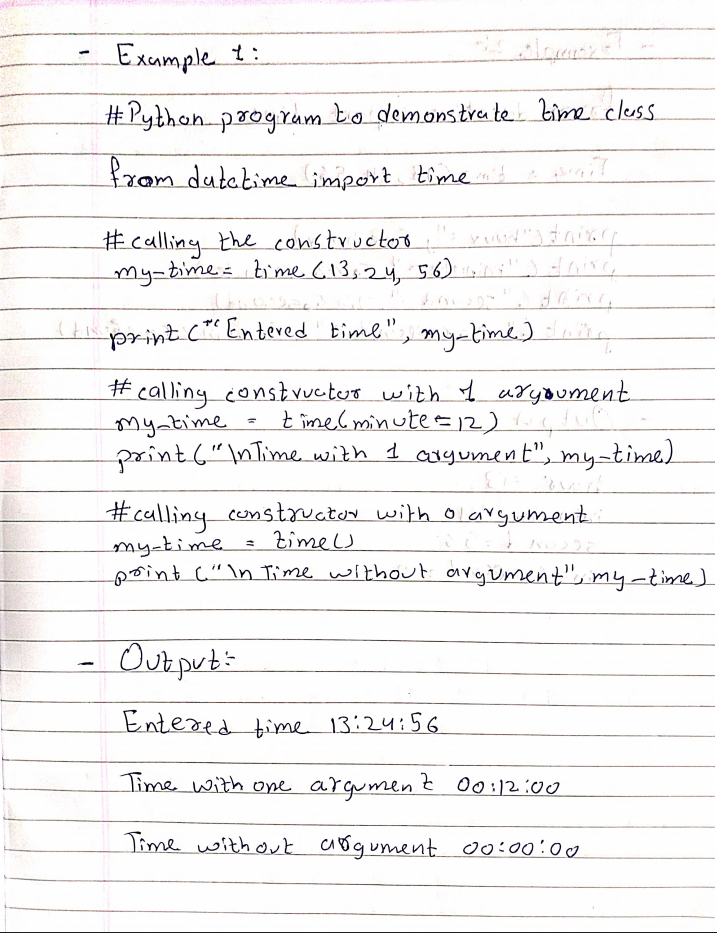 - Example 1:
#Python program to demonstrate time class
from datetime import time
# calling the constructor
my-time= time (13, 24, 56)
print ("Entered time", my-time)
# calling constructor with 1 argument
my-time = time(minute=12)
print ("\nTime with 1 argument", my-time)
#calling constructor with 0 argument
my-time = time()
print ("\n Time without argument", my-time)
- Output:-
Entered time 13:24:56
Time with one argument 00:12:00
Time without argument 00:00:00